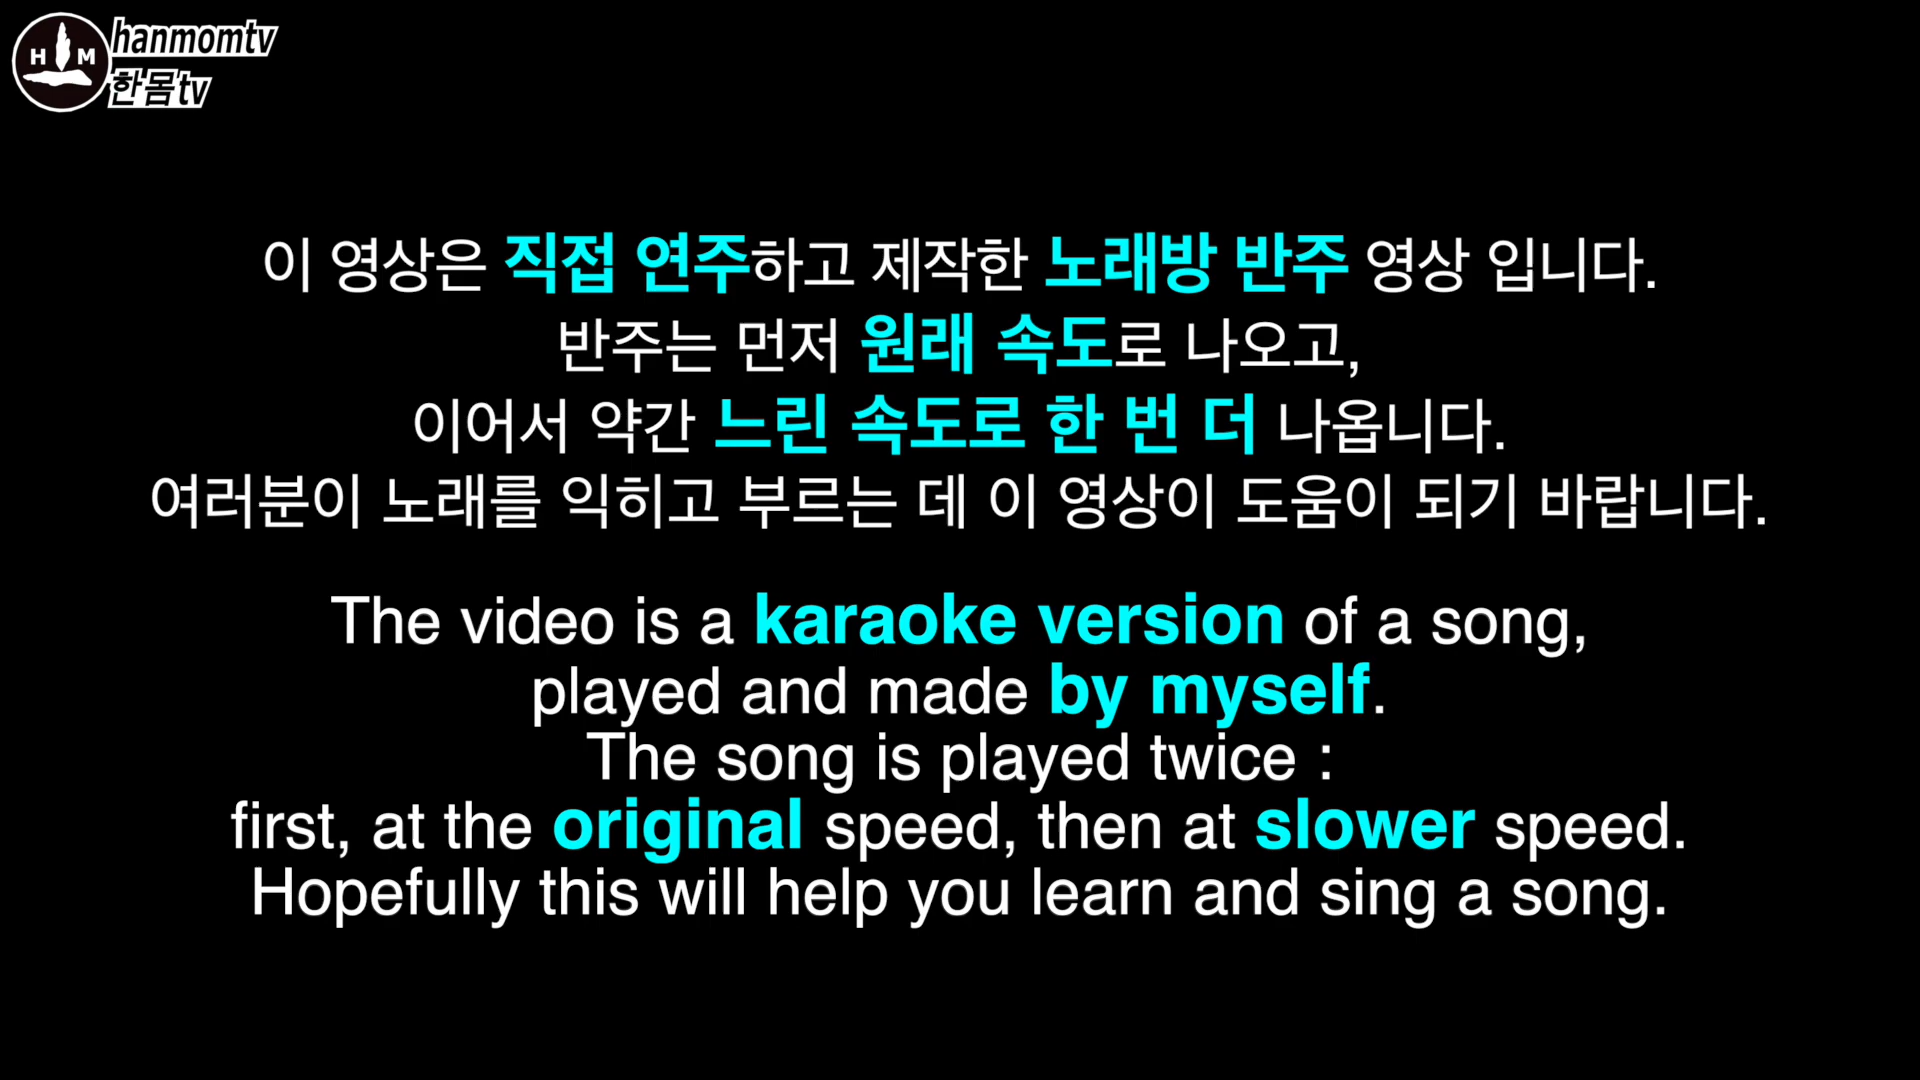 H M
hanmomtv
한몸tv
이 영상은 직접 연주하고 제작한 노래방 반주 영상 입니다.
반주는 먼저 원래 속도로 나오고,
이어서 약간 느린 속도로 한 번 더 나옵니다.
여러분이 노래를 익히고 부르는 데 이 영상이 도움이 되기 바랍니다.
The video is a karaoke version of a song,
played and made by myself.
The song is played twice :
first, at the original speed, then at slower speed.
Hopefully this will help you learn and sing a song.